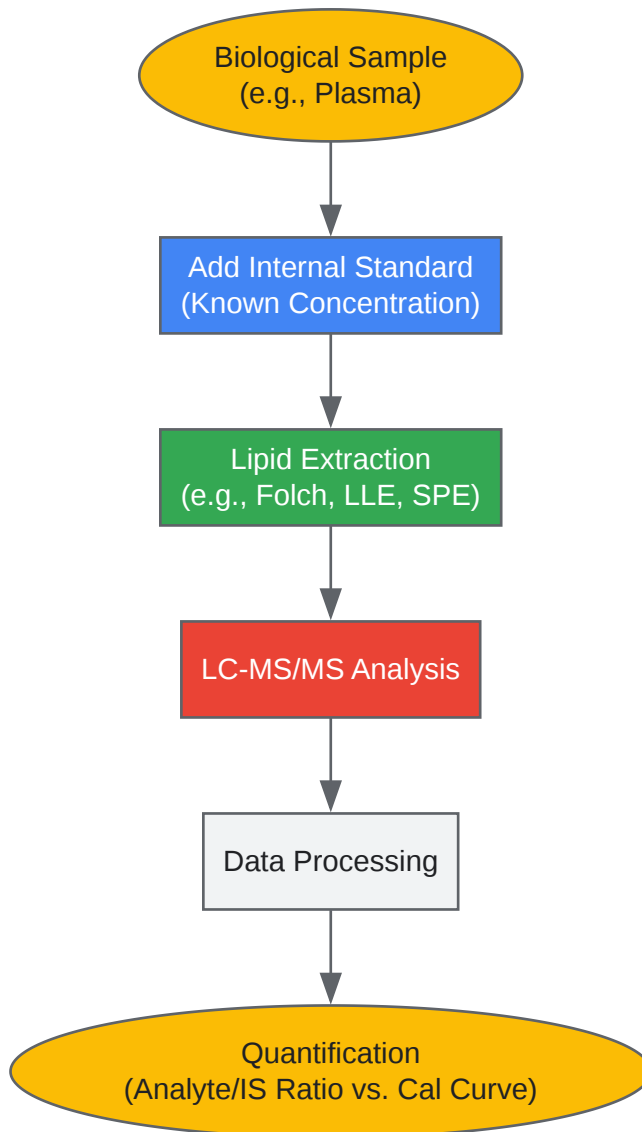 Biological Sample
(e.g., Plasma)
Add Internal Standard
(Known Concentration)
Lipid Extraction
(e.g., Folch, LLE, SPE)
LC-MS/MS Analysis
Data Processing
Quantification
(Analyte/IS Ratio vs. Cal Curve)